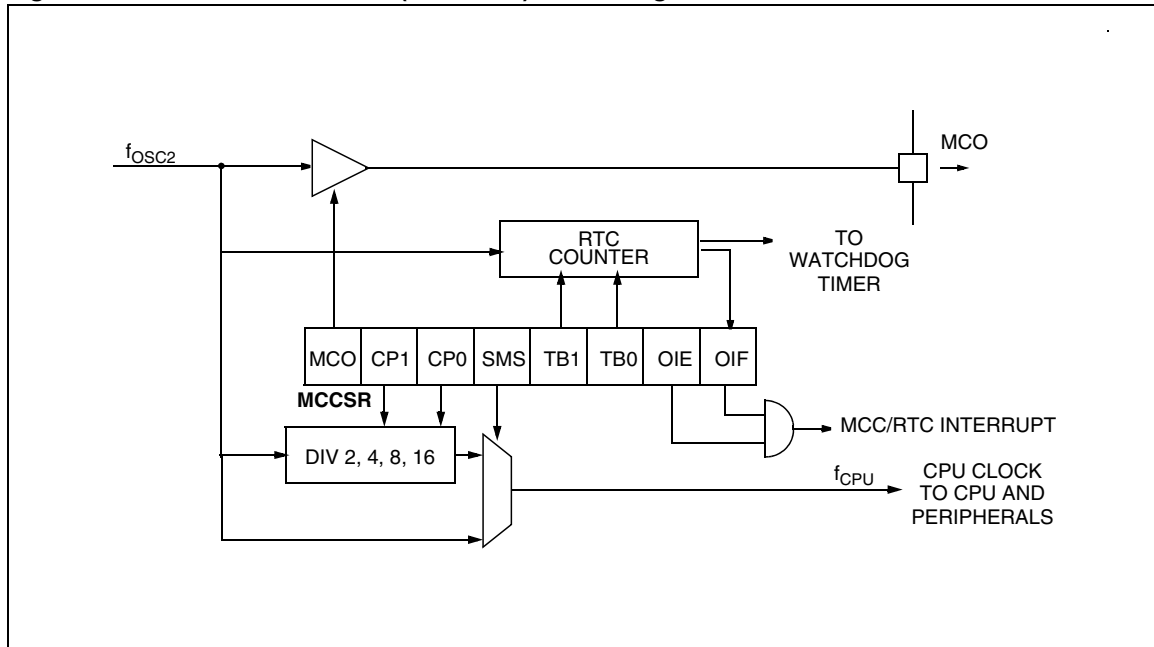 fOSC2
MCO
RTC
COUNTER
TO
WATCHDOG
TIMER
MCO CP1 CP0 SMS TB1 TB0 OIE OIF
MCCSR
MCC/RTC INTERRUPT
DIV 2, 4, 8, 16
fCPU
CPU CLOCK
TO CPU AND
PERIPHERALS